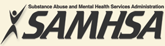 Substance Abuse and Mental Health Services Administration
SAMHSA